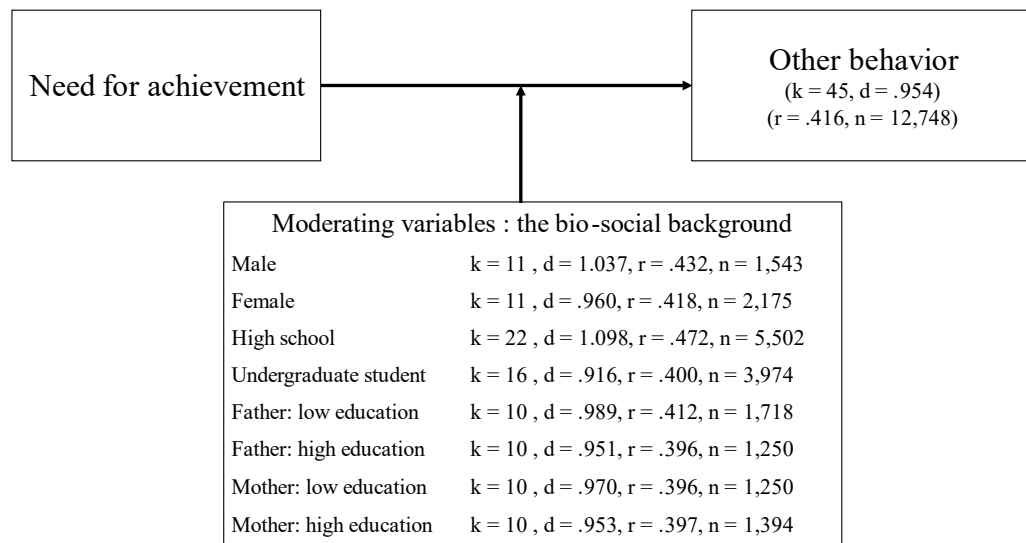 Need for achievement
Other behavior
(k = 45, d = .954)
(r = .416, n = 12,748)
Moderating variables : the bio-social background
Male k = 11 , d = 1.037, r = .432, n = 1,543
Female k = 11 , d = .960, r = .418, n = 2,175
High school k = 22 , d = 1.098, r = .472, n = 5,502
Undergraduate student k = 16 , d = .916, r = .400, n = 3,974
Father: low education k = 10 , d = .989, r = .412, n = 1,718
Father: high education k = 10 , d = .951, r = .396, n = 1,250
Mother: low education k = 10 , d = .970, r = .396, n = 1,250
Mother: high education k = 10 , d = .953, r = .397, n = 1,394